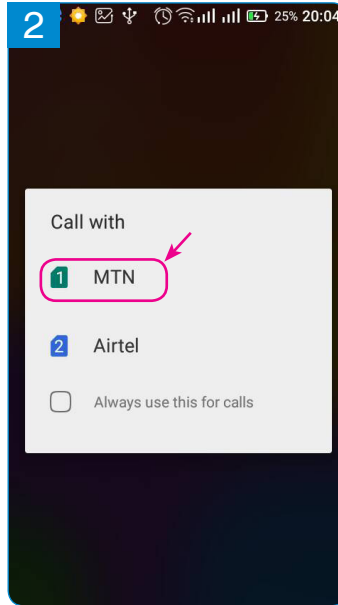 2
25% 20:04
Call with
1 MTN
2 Airtel
Always use this for calls